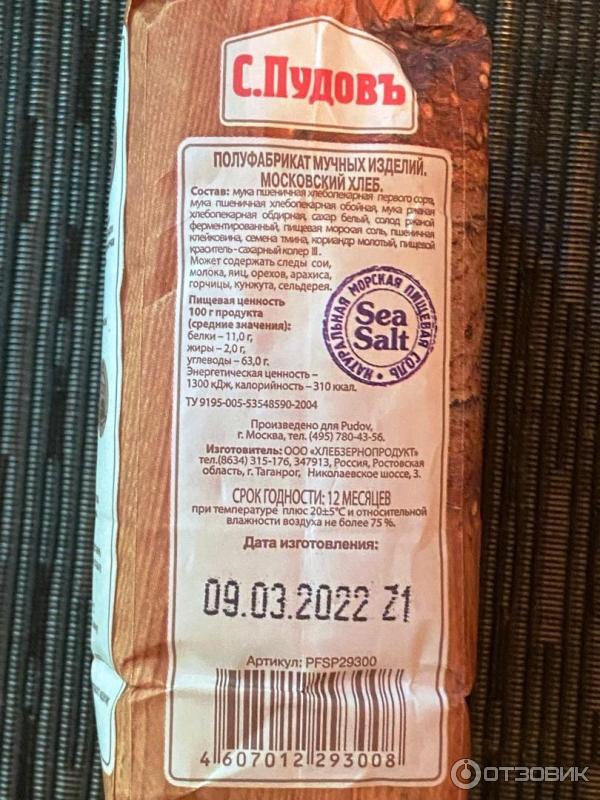 С.ПУДОВЪ
ПОЛУФАБРИКАТ МУЧНЫХ ИЗДЕЛИЙ.
МОСКОВСКИЙ ХЛЕБ.
Состав: мука пшеничная хлебопекарная первого сорта,
мука пшеничная хлебопекарная обойная, мука ржаная
хлебопекарная обдирная, сахар белый, солод ржаной
ферментированный, пищевая морская соль, пшеничная
клейковина, семена тмина, кориандр молотый, пищевой
краситель - сахарный колер III.
Может содержать следы сои,
молока, яиц, орехов, арахиса,
горчицы, кунжута, сельдерея.
НАТУРАЛЬНАЯ МОРСКАЯ ПИЩЕВАЯ СОЛЬ
Sea
Salt
Пищевая ценность
100 г продукта
(средние значения):
белки – 11,0 г,
жиры – 2,0 г,
углеводы – 63,0 г.
Энергетическая ценность –
1300 кДж, калорийность – 310 ккал.
ТУ 9195-005-53548590-2004
Произведено для Pudov,
г. Москва, тел. (495) 780-43-56.
Изготовитель: ООО «ХЛЕБЗЕРНОПРОДУКТ»
тел.(8634) 315-176, 347913, Россия, Ростовская
область, г. Таганрог, Николаевское шоссе, 3.
СРОК ГОДНОСТИ: 12 МЕСЯЦЕВ
при температуре плюс 20±5°С и относительной
влажности воздуха не более 75 %.
Дата изготовления:
09.03.2022 Z1
Артикул: PFSP29300
4 607012 293008
ОТЗОВИК